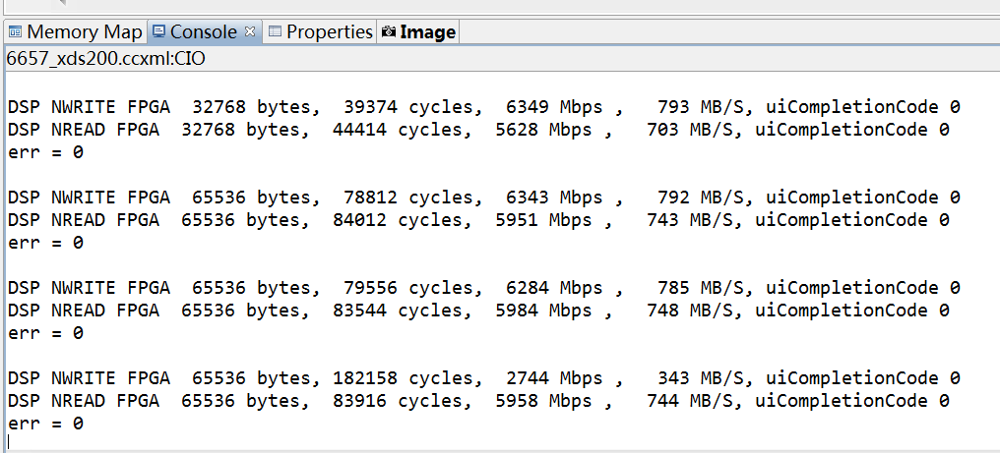 Memory Map Console Properties Image
6657_xds200.ccxml:CIO
DSP NWRITE FPGA  32768 bytes,  39374 cycles,  6349 Mbps ,   793 MB/S, uiCompletionCode 0
DSP NREAD FPGA  32768 bytes,  44414 cycles,  5628 Mbps ,   703 MB/S, uiCompletionCode 0
err = 0
DSP NWRITE FPGA  65536 bytes,  78812 cycles,  6343 Mbps ,   792 MB/S, uiCompletionCode 0
DSP NREAD FPGA  65536 bytes,  84012 cycles,  5951 Mbps ,   743 MB/S, uiCompletionCode 0
err = 0
DSP NWRITE FPGA  65536 bytes,  79556 cycles,  6284 Mbps ,   785 MB/S, uiCompletionCode 0
DSP NREAD FPGA  65536 bytes,  83544 cycles,  5984 Mbps ,   748 MB/S, uiCompletionCode 0
err = 0
DSP NWRITE FPGA  65536 bytes, 182158 cycles,  2744 Mbps ,   343 MB/S, uiCompletionCode 0
DSP NREAD FPGA  65536 bytes,  83916 cycles,  5958 Mbps ,   744 MB/S, uiCompletionCode 0
err = 0